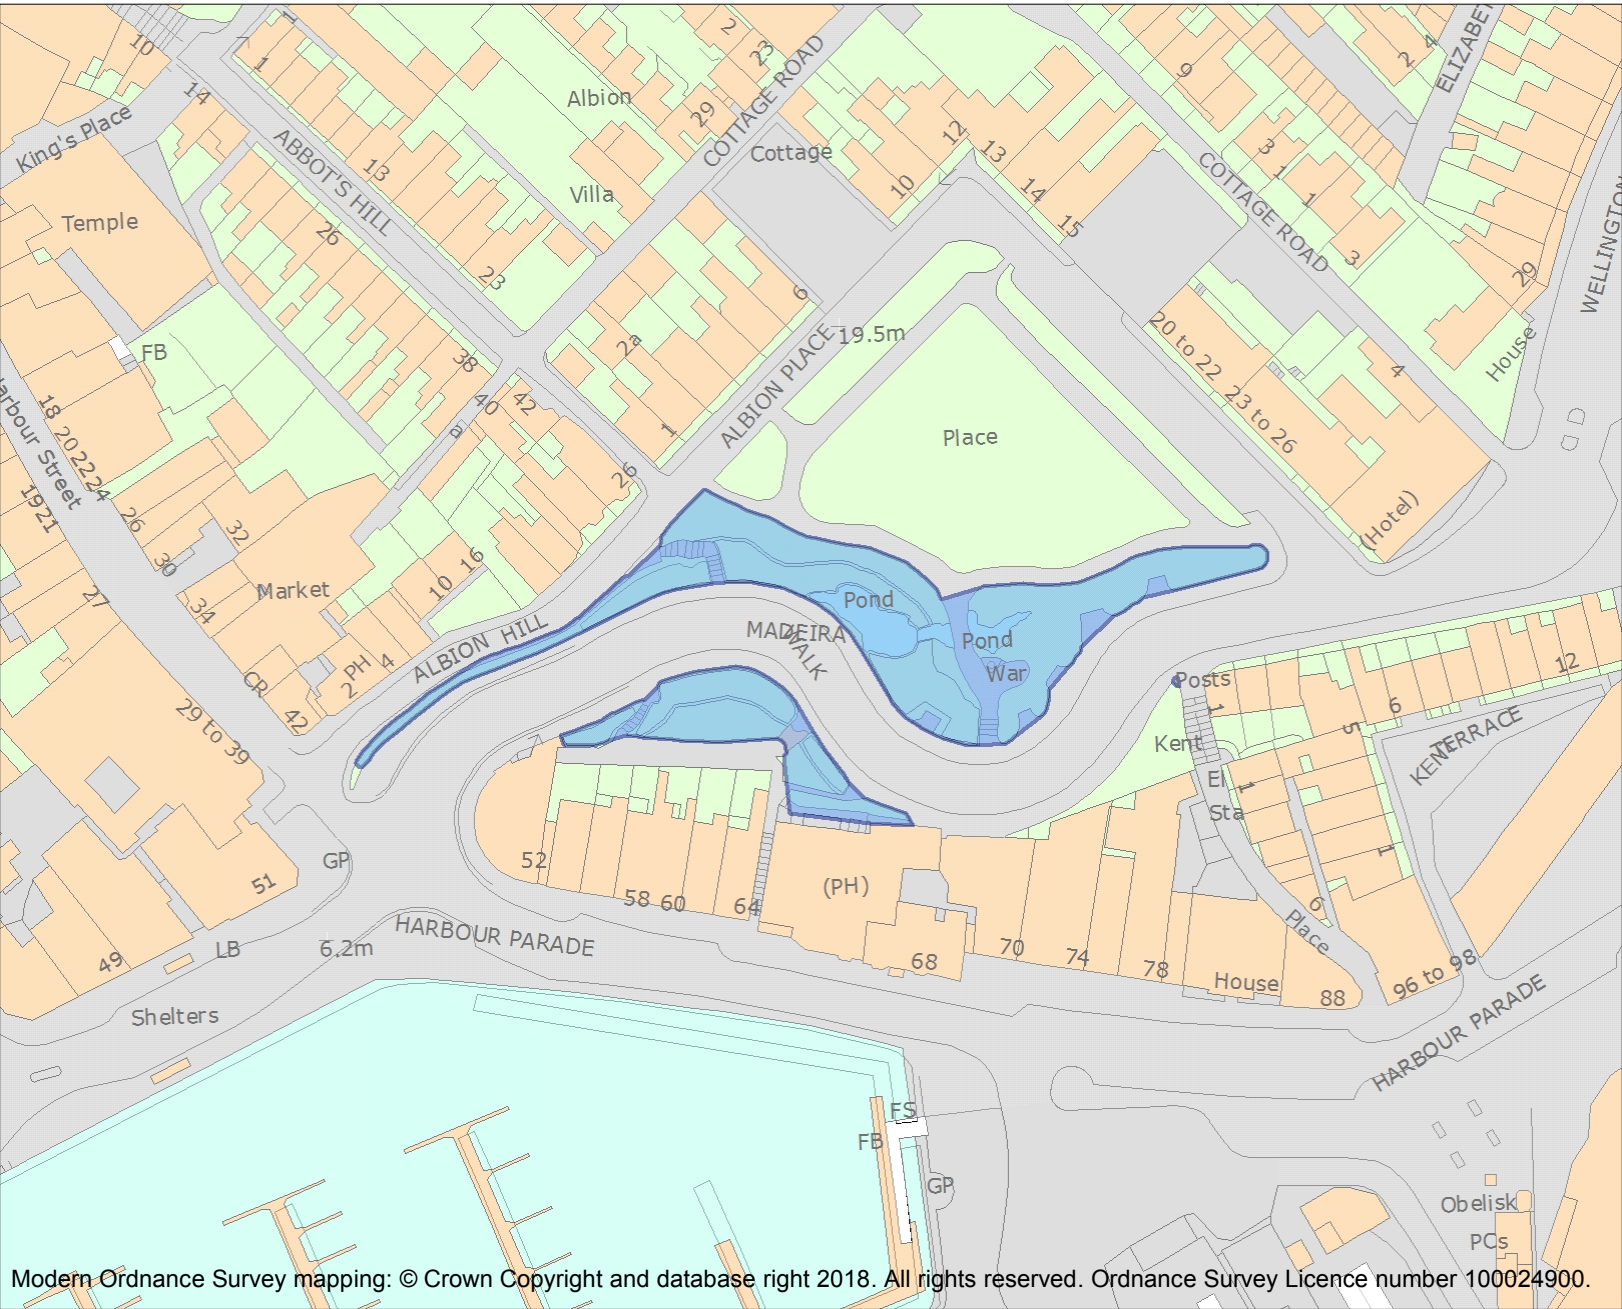 10
1
1
14
King's Place
ABBOT'S HILL
13
Temple
26
23
Albion
Villa
2
23
29
COTTAGE ROAD
Cottage
10
12
13
14
15
9
2
4
3
1
1
3
COTTAGE ROAD
29
House
4
FB
38
40
42
a
2a
6
1
26
ALBION PLACE
19.5m
Place
20 to 22
23 to 26
(Hotel)
18
20
22
24
19
21
26
30
32
27
34
Market
10
16
PH
2
4
CR
42
29 to 39
ALBION HILL
MADEIRA
WALK
Pond
Pond
War
Posts
1
Kent
El
Sta
1
5
6
12
KENT
TERRACE
1
6
Place
96 to 98
GP
51
49
LB
6.2m
Shelters
HARBOUR PARADE
52
58
60
64
(PH)
68
70
74
78
House
88
HARBOUR PARADE
FS
FB
GP
Obelisk
PCs
Modern Ordnance Survey mapping: © Crown Copyright and database right 2018. All rights reserved. Ordnance Survey Licence number 100024900.